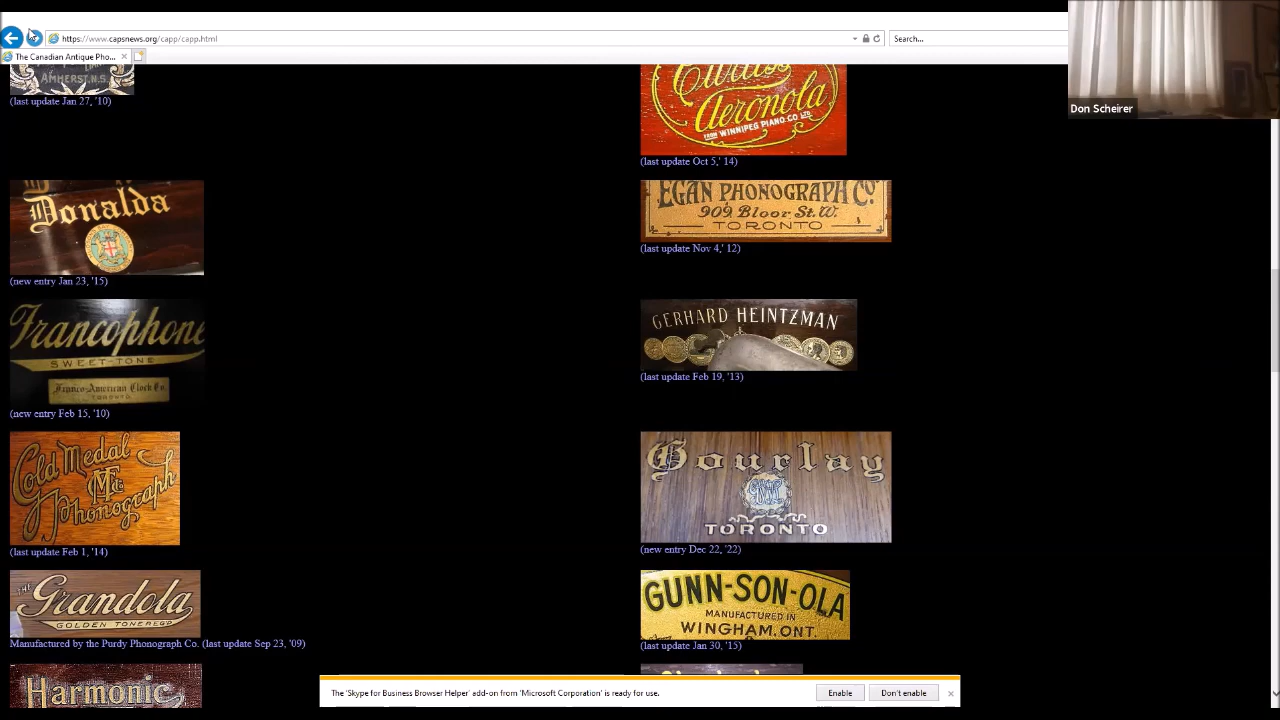 https://www.capsnews.org/capp/capp.html
Search...
The Canadian Antique Pho...
Don Scheirer
AMHERST, N.S.
(last update Jan 27, '10)
Aeronola
FROM WINNIPEG PIANO CO LTD.
(last update Oct 5,' 14)
Donalda
(new entry Jan 23, '15)
EGAN PHONOGRAPH CO.
909 Bloor St. W.
TORONTO
(last update Nov 4,' 12)
Francophone
SWEET-TONE
Franco-American Clock Co.
TORONTO
(new entry Feb 15, '10)
GERHARD HEINTZMAN
(last update Feb 19, '13)
Gold Medal
Phonograph
(last update Feb 1, '14)
Gourlay
TORONTO
(new entry Dec 22, '22)
THE Grandola
GOLDEN TONE REG'D
Manufactured by the Purdy Phonograph Co. (last update Sep 23, '09)
GUNN-SON-OLA
MANUFACTURED IN
WINGHAM, ONT.
(last update Jan 30, '15)
Harmonic
The 'Skype for Business Browser Helper' add-on from 'Microsoft Corporation' is ready for use.
Enable
Don't enable